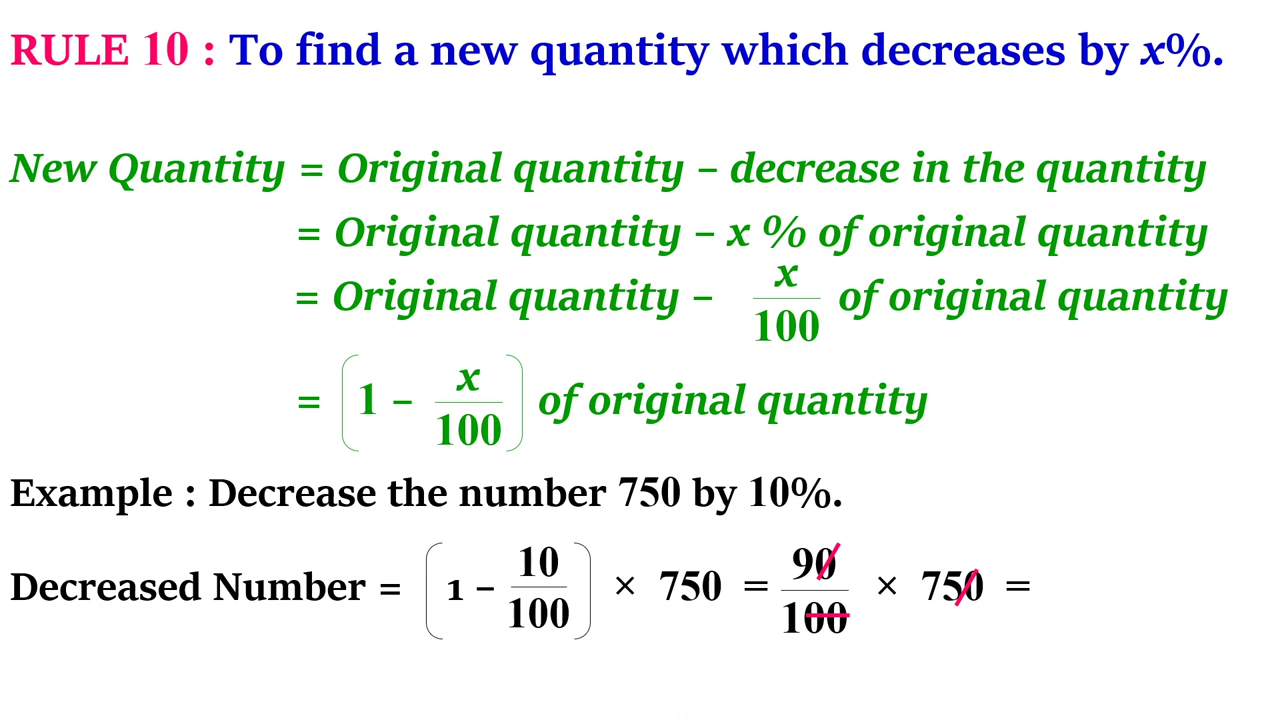 RULE 10 : To find a new quantity which decreases by x%.
New Quantity = Original quantity – decrease in the quantity
= Original quantity – x % of original quantity
= Original quantity – x/100 of original quantity
= (1 – x/100) of original quantity
Example : Decrease the number 750 by 10%.
Decreased Number = (1 – 10/100) × 750 = 90/100 × 750 =